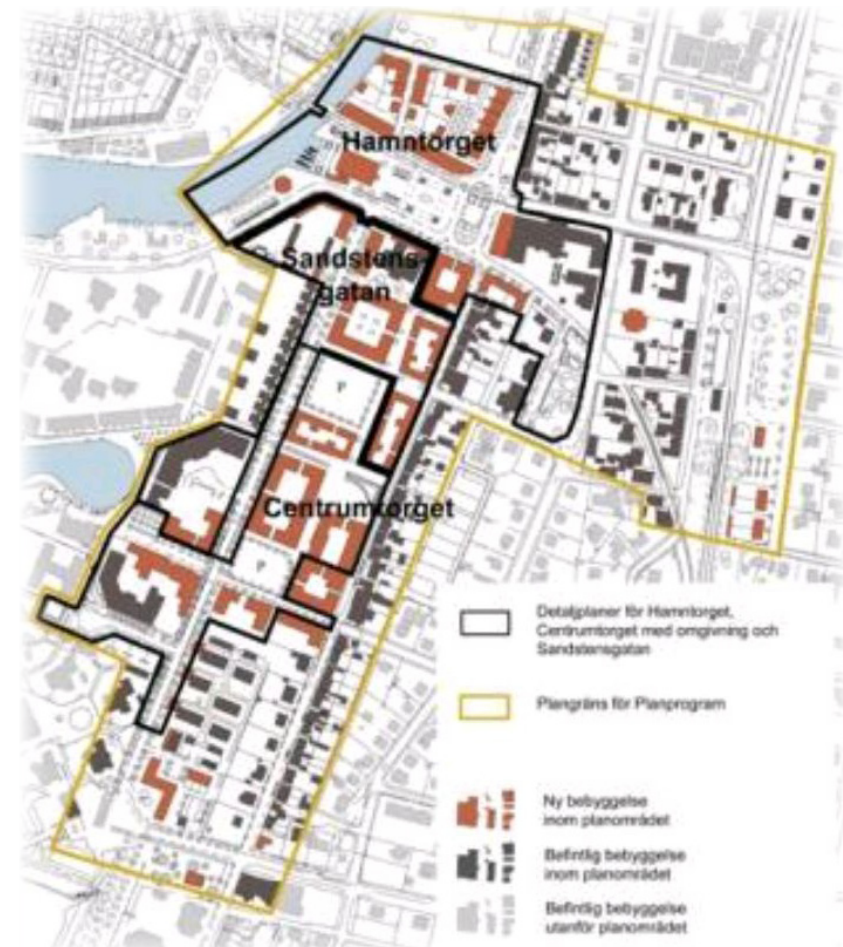 Hamntorget
Sandstens-
gatan
P
Centrumtorget
P
Detaljplaner för Hamntorget,
Centrumtorget med omgivning och
Sandstensgatan
Plangräns för Planprogram
Ny bebyggelse
inom planområdet
Befintlig bebyggelse
inom planområdet
Befintlig bebyggelse
utanför planområdet